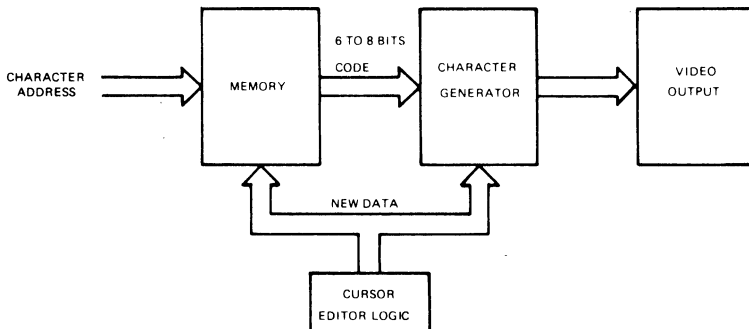 CHARACTER
ADDRESS
MEMORY
6 TO 8 BITS
CODE
CHARACTER
GENERATOR
VIDEO
OUTPUT
NEW DATA
CURSOR
EDITOR LOGIC